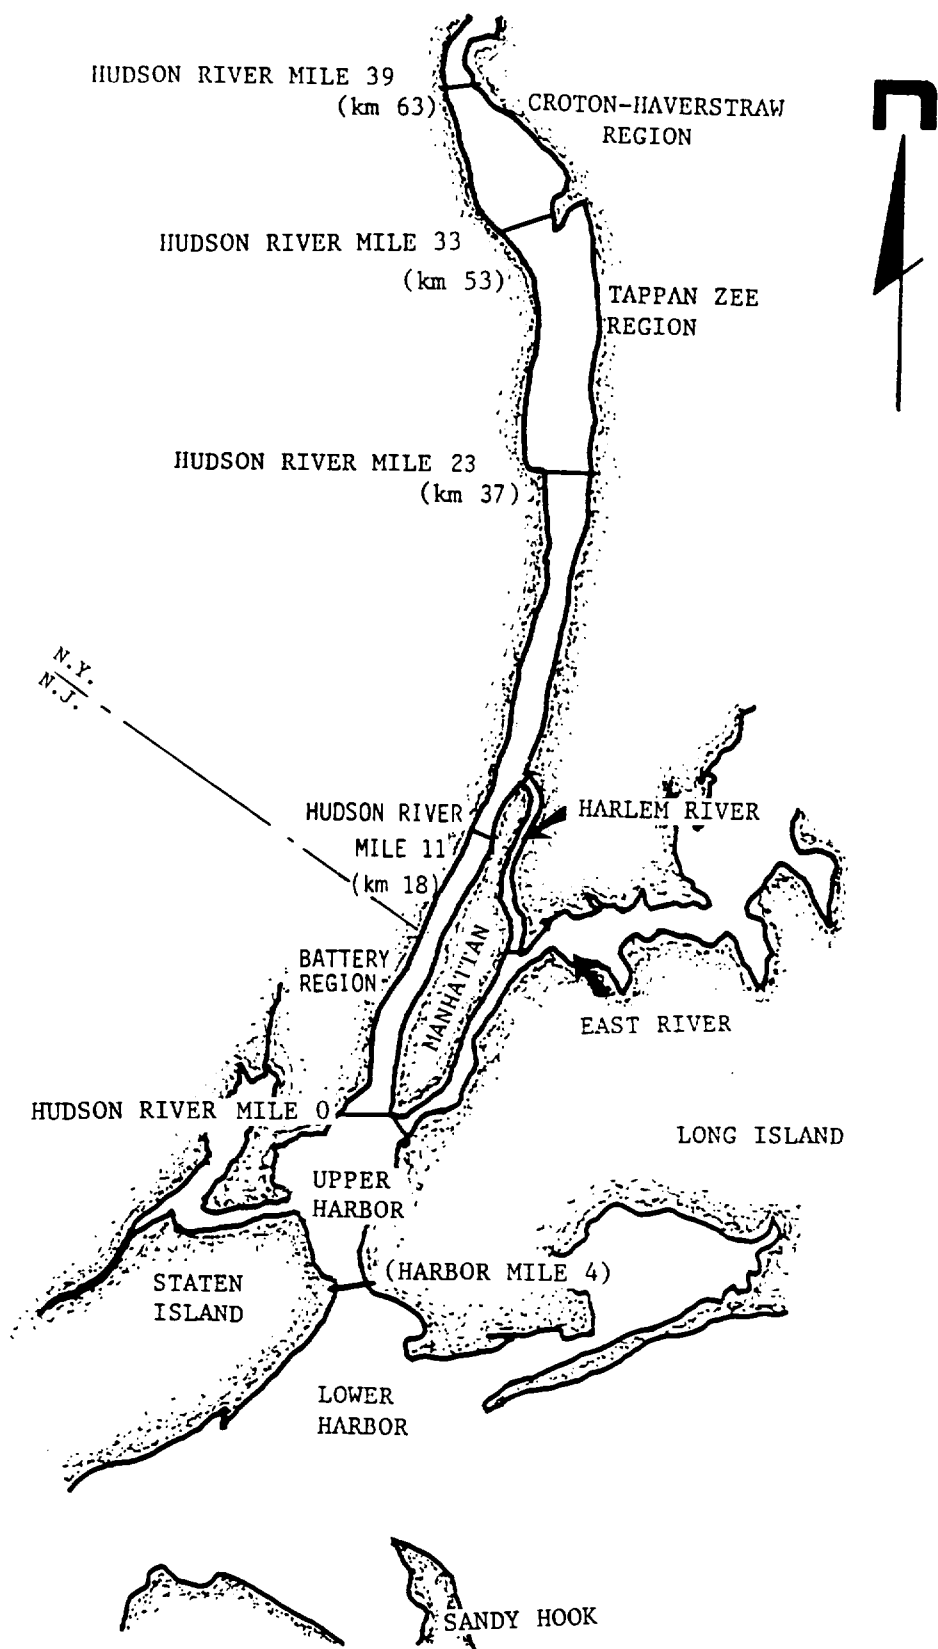 HUDSON RIVER MILE 39
(km 63)
CROTON-HAVERSTRAW
REGION
HUDSON RIVER MILE 33
(km 53)
TAPPAN ZEE
REGION
HUDSON RIVER MILE 23
(km 37)
N.Y.
N.J.
HUDSON RIVER
MILE 11
(km 18)
HARLEM RIVER
BATTERY
REGION
MANHATTAN
EAST RIVER
HUDSON RIVER MILE 0
LONG ISLAND
UPPER
HARBOR
(HARBOR MILE 4)
STATEN
ISLAND
LOWER
HARBOR
SANDY HOOK